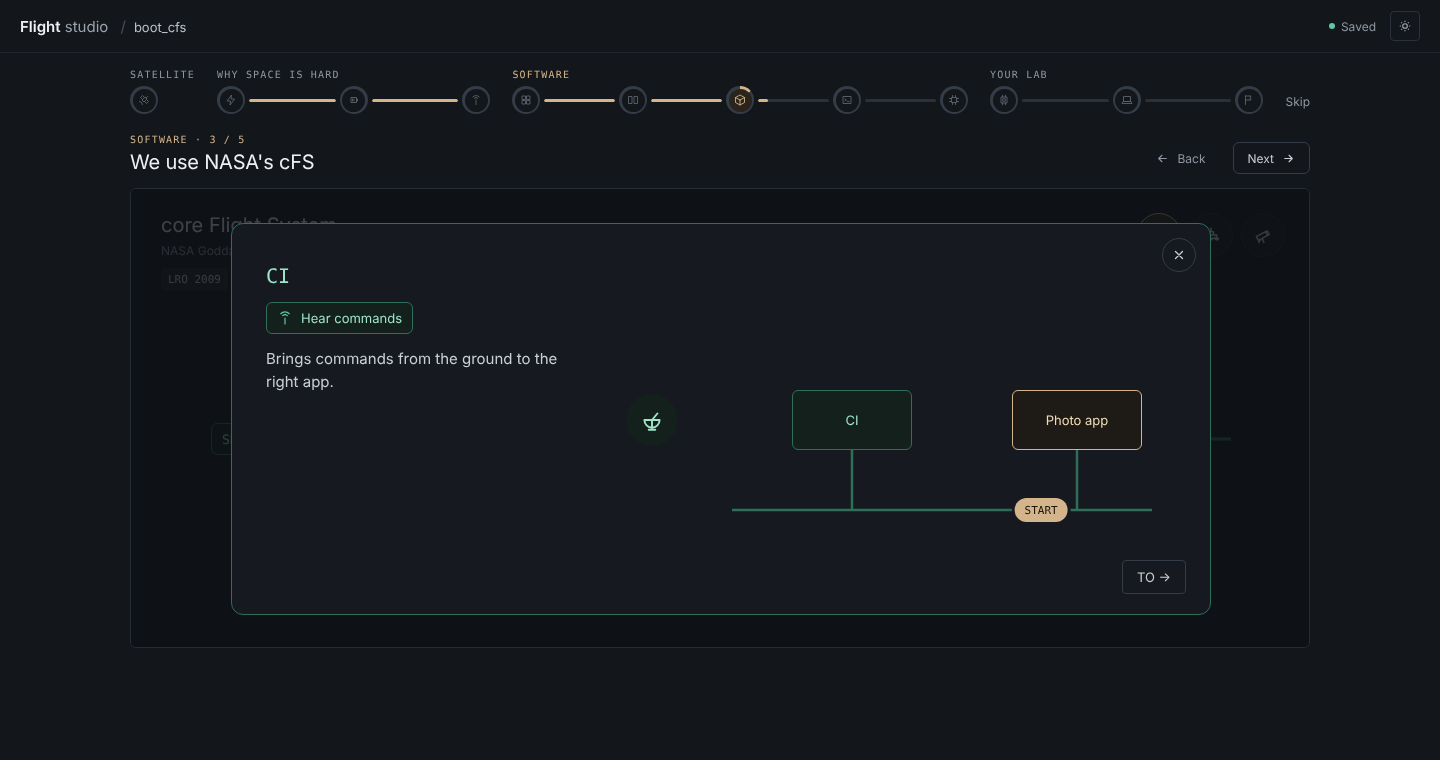 Flight studio / boot_cfs
Saved
SATELLITE
WHY SPACE IS HARD
SOFTWARE
YOUR LAB
Skip
SOFTWARE · 3 / 5
We use NASA's cFS
← Back
Next →
core Flight System
NASA Godda
LRO 2009
CI
Hear commands
Brings commands from the ground to the
right app.
CI
Photo app
S
START
TO →